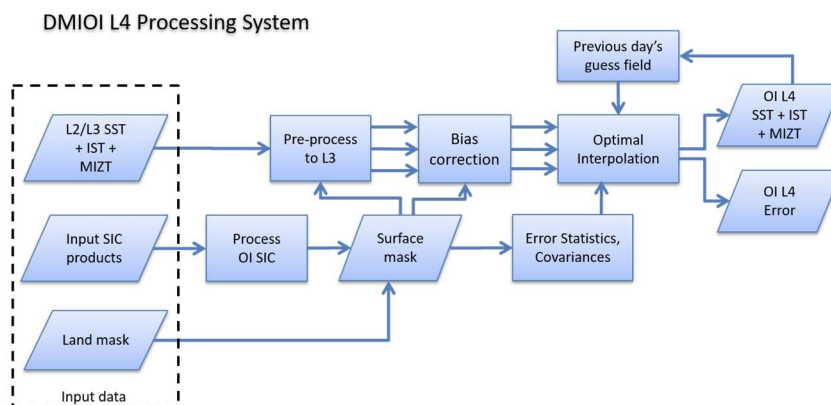 DMIOI L4 Processing System
Previous day's
guess field
L2/L3 SST
+ IST +
MIZT
Pre-process
to L3
Bias
correction
Optimal
Interpolation
OI L4
SST + IST
+ MIZT
OI L4
Error
Input SIC
products
Process
OI SIC
Surface
mask
Error Statistics,
Covariances
Land mask
Input data